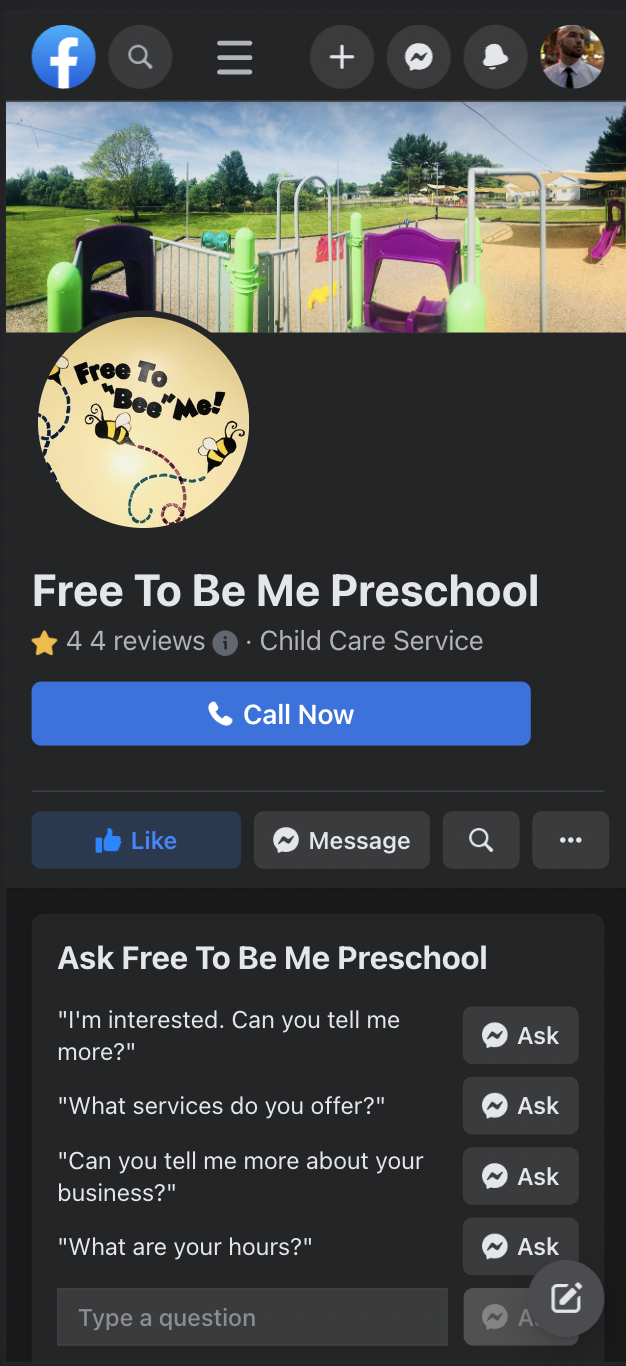 Free To
"Bee" Me!
Free To Be Me Preschool
4 4 reviews · Child Care Service
Call Now
Like
Message
Ask Free To Be Me Preschool
"I'm interested. Can you tell me
more?"
Ask
"What services do you offer?"
Ask
"Can you tell me more about your
business?"
Ask
"What are your hours?"
Ask
Type a question